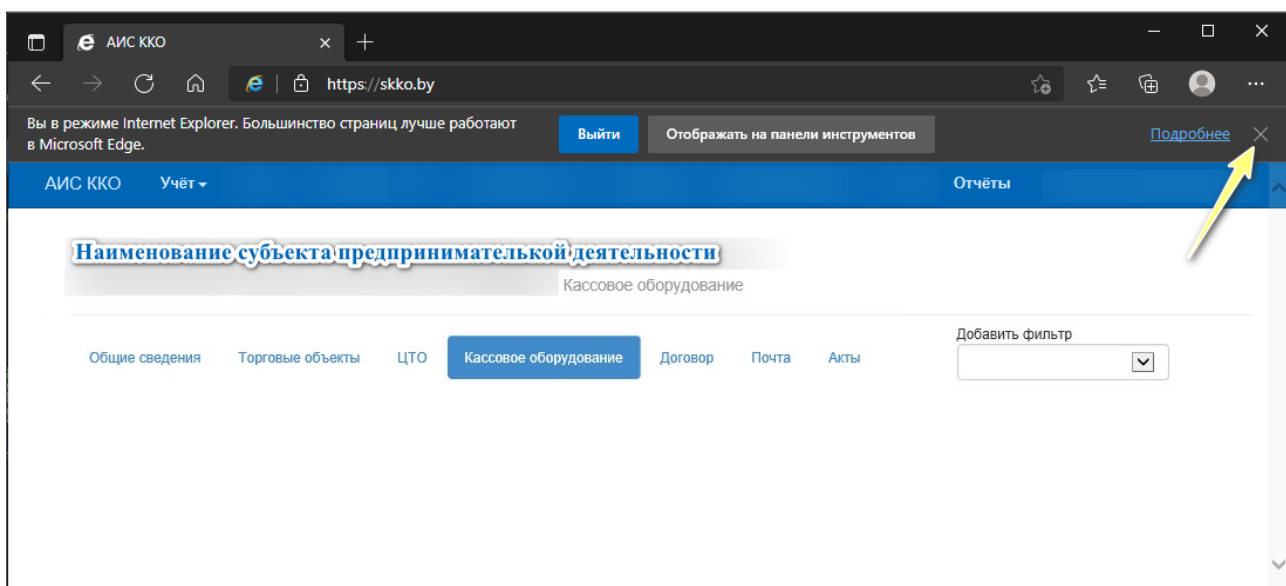 АИС ККО
https://skko.by
Вы в режиме Internet Explorer. Большинство страниц лучше работают
в Microsoft Edge.
Выйти
Отображать на панели инструментов
Подробнее
АИС ККО Учёт Отчёты
Наименование субъекта предпринимателькой деятельности
Кассовое оборудование
Добавить фильтр
Общие сведения Торговые объекты ЦТО Кассовое оборудование Договор Почта Акты